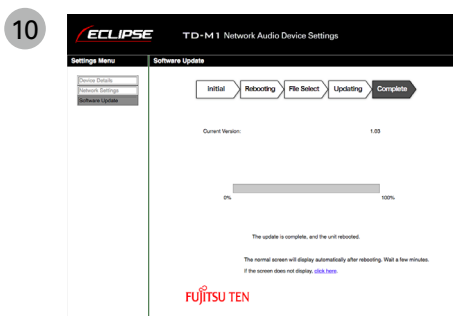 10
ECLIPSE TD-M1 Network Audio Device Settings
Settings Menu Software Update
Device Details
Network Settings
Software Update
Initial Rebooting File Select Updating Complete
Current Version: 1.03
0% 100%
The update is complete, and the unit rebooted.
The normal screen will display automatically after rebooting. Wait a few minutes.
If the screen does not display, click here.
FUJITSU TEN